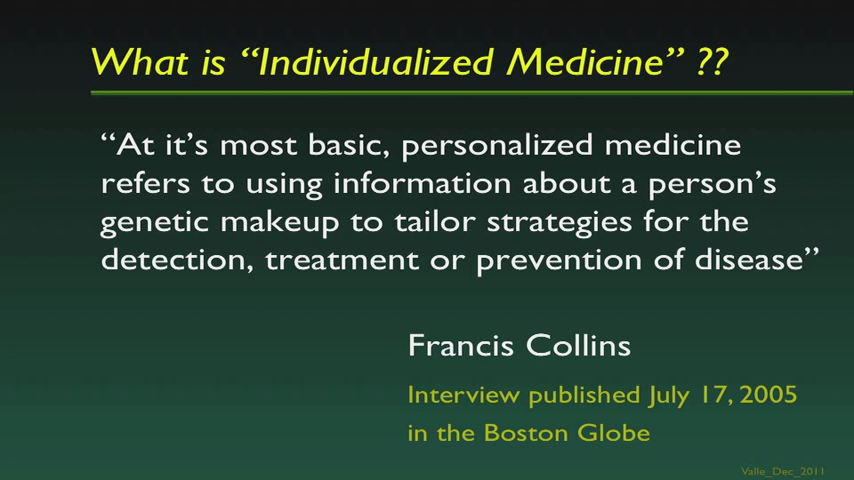 What is “Individualized Medicine” ??
“At it’s most basic, personalized medicine
refers to using information about a person’s
genetic makeup to tailor strategies for the
detection, treatment or prevention of disease”
Francis Collins
Interview published July 17, 2005
in the Boston Globe
Valle_Dec_2011